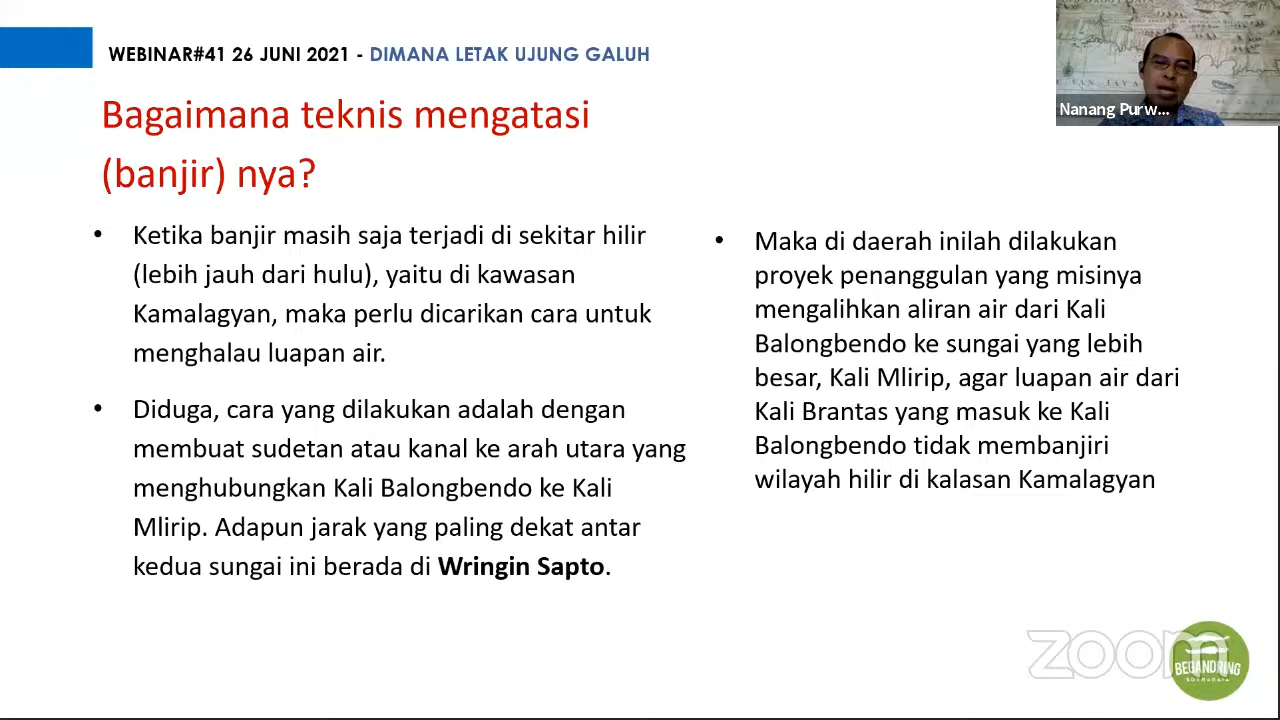 WEBINAR#41 26 JUNI 2021 - DIMANA LETAK UJUNG GALUH
Nanang Purw...
Bagaimana teknis mengatasi
(banjir) nya?
• Ketika banjir masih saja terjadi di sekitar hilir
(lebih jauh dari hulu), yaitu di kawasan
Kamalagyan, maka perlu dicarikan cara untuk
menghalau luapan air.
• Diduga, cara yang dilakukan adalah dengan
membuat sudetan atau kanal ke arah utara yang
menghubungkan Kali Balongbendo ke Kali
Mlirip. Adapun jarak yang paling dekat antar
kedua sungai ini berada di Wringin Sapto.
• Maka di daerah inilah dilakukan
proyek penanggulan yang misinya
mengalihkan aliran air dari Kali
Balongbendo ke sungai yang lebih
besar, Kali Mlirip, agar luapan air dari
Kali Brantas yang masuk ke Kali
Balongbendo tidak membanjiri
wilayah hilir di kalasan Kamalagyan
zoom
BEGANDRING
SOERABAIA